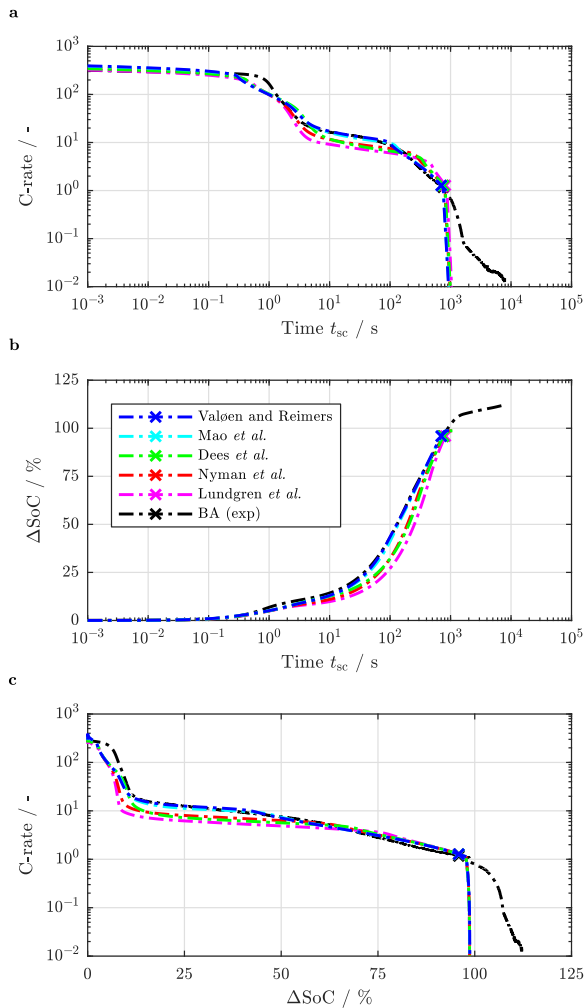 a
10³
10²
10¹
10⁰
10⁻¹
10⁻²
C-rate / -
10⁻³ 10⁻² 10⁻¹ 10⁰ 10¹ 10² 10³ 10⁴ 10⁵
Time tsc / s
b
125
100
75
50
25
0
ΔSoC / %
Valøen and Reimers
Mao et al.
Dees et al.
Nyman et al.
Lundgren et al.
BA (exp)
10⁻³ 10⁻² 10⁻¹ 10⁰ 10¹ 10² 10³ 10⁴ 10⁵
Time tsc / s
c
10³
10²
10¹
10⁰
10⁻¹
10⁻²
C-rate / -
0 25 50 75 100 125
ΔSoC / %